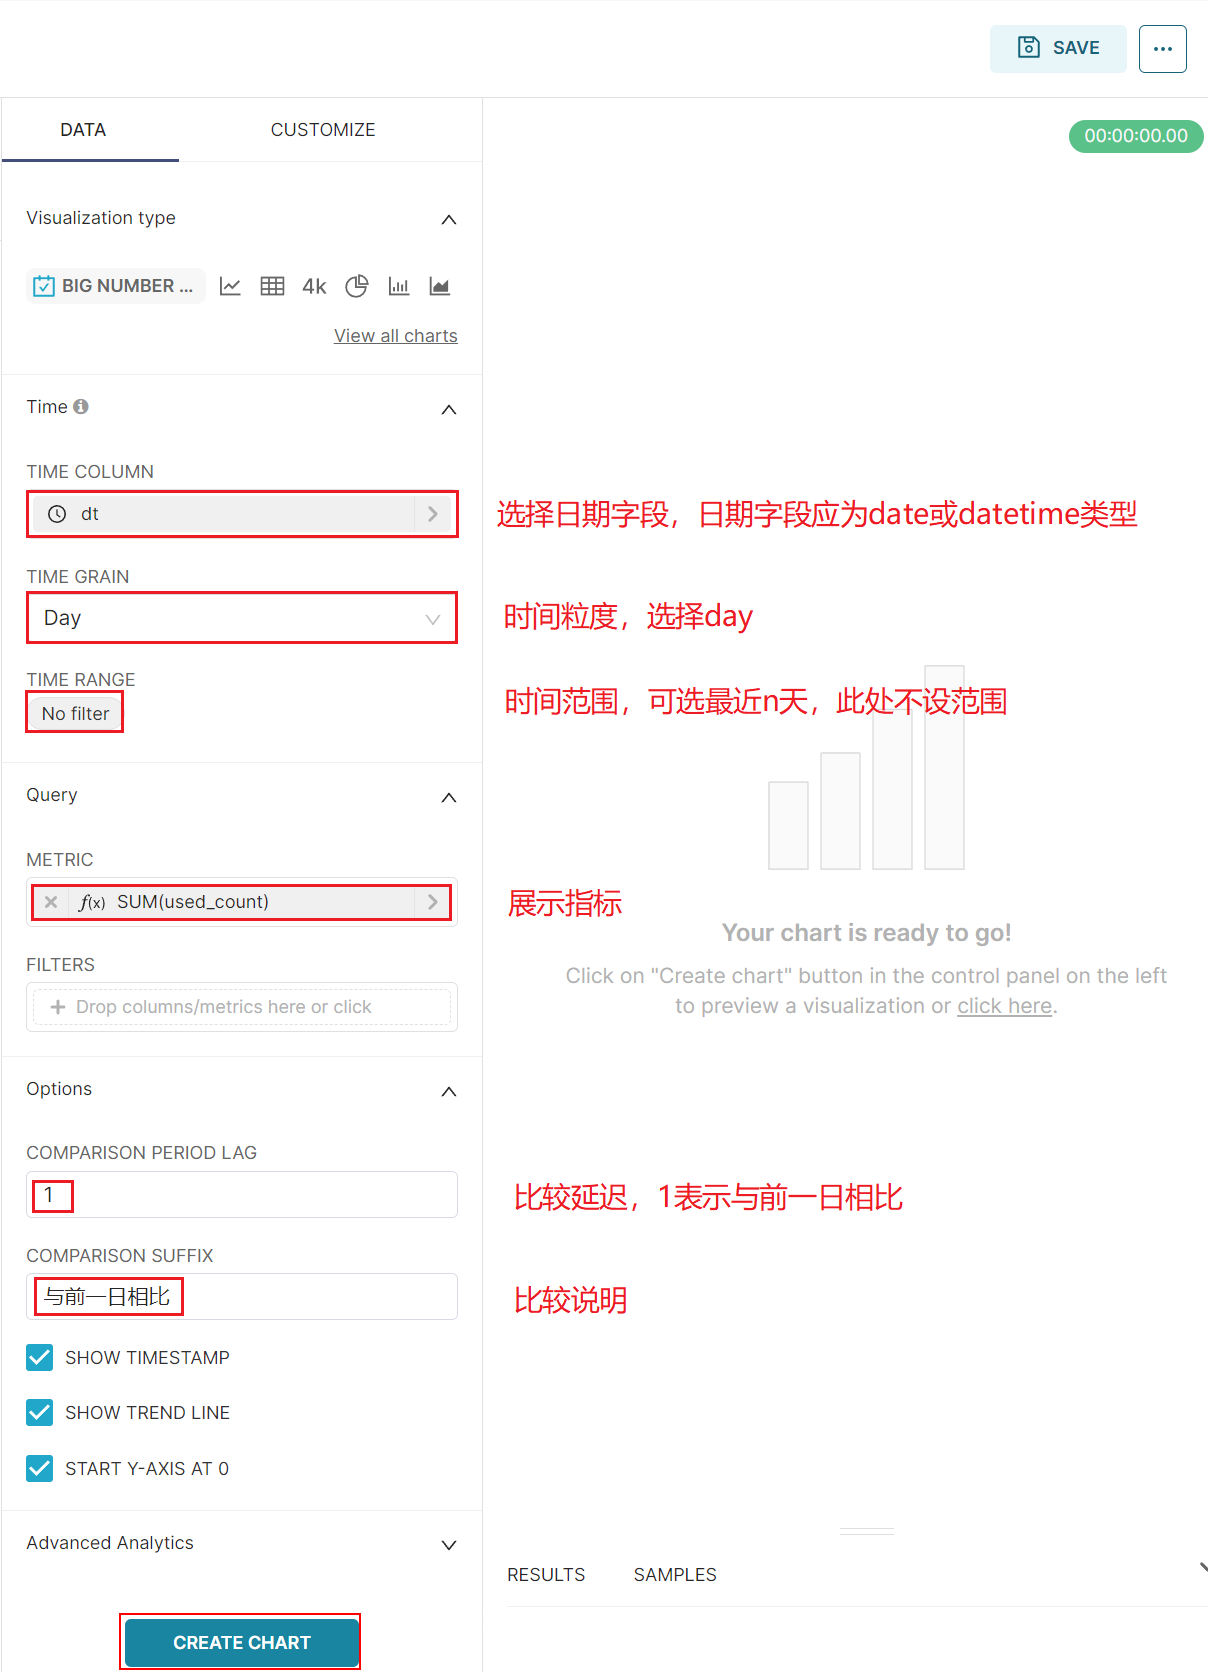 SAVE
DATA CUSTOMIZE
00:00:00.00
Visualization type
BIG NUMBER ...
4k
View all charts
Time
TIME COLUMN
dt
选择日期字段，日期字段应为date或datetime类型
TIME GRAIN
Day
时间粒度，选择day
TIME RANGE
No filter
时间范围，可选最近n天，此处不设范围
Query
METRIC
f(x) SUM(used_count)
展示指标
Your chart is ready to go!
FILTERS
Click on "Create chart" button in the control panel on the left
to preview a visualization or click here.
Drop columns/metrics here or click
Options
COMPARISON PERIOD LAG
1
比较延迟，1表示与前一日相比
COMPARISON SUFFIX
与前一日相比
比较说明
SHOW TIMESTAMP
SHOW TREND LINE
START Y-AXIS AT 0
Advanced Analytics
RESULTS SAMPLES
CREATE CHART